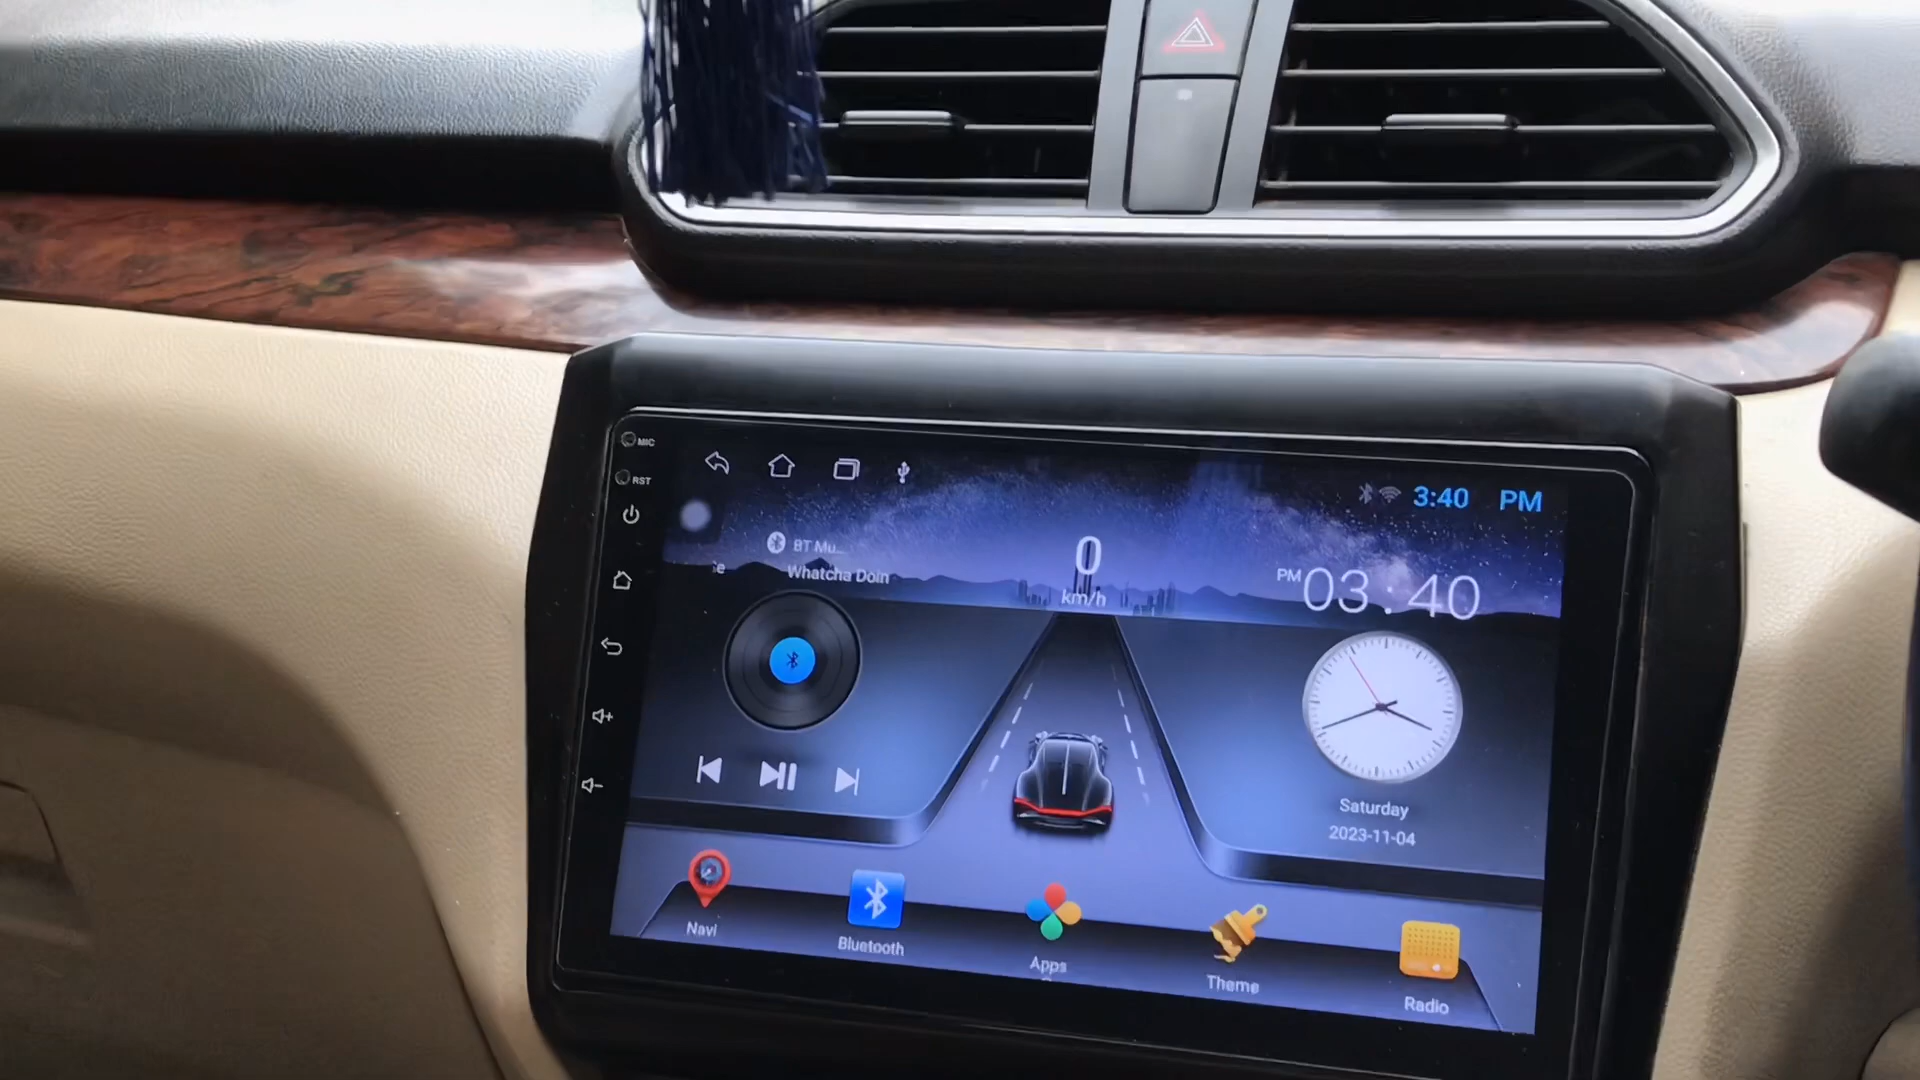 MIC
RST
3:40 PM
BT Mu...
Whatcha Doin
0
km/h
PM 03:40
Saturday
2023-11-04
Navi
Bluetooth
Apps
Theme
Radio